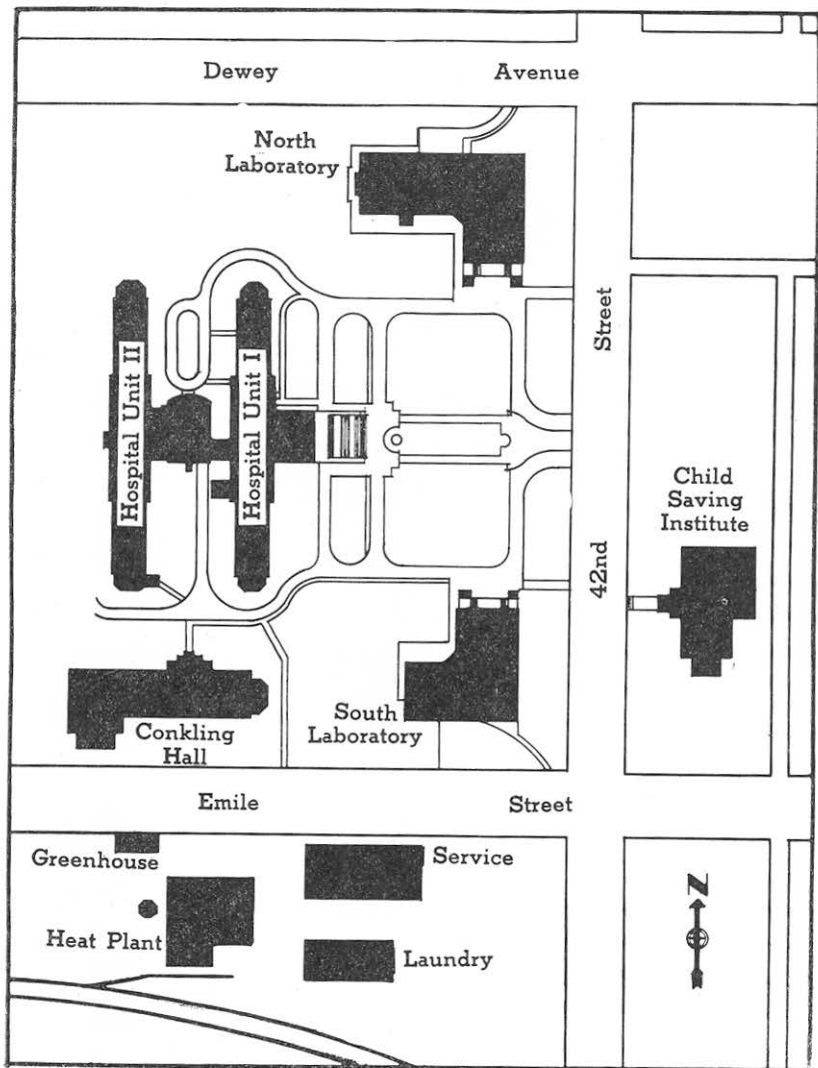 Dewey Avenue
North
Laboratory
Street
Hospital Unit II
Hospital Unit I
Child
Saving
Institute
42nd
South
Laboratory
Conkling
Hall
Emile Street
Greenhouse
Service
Heat Plant
Laundry
N